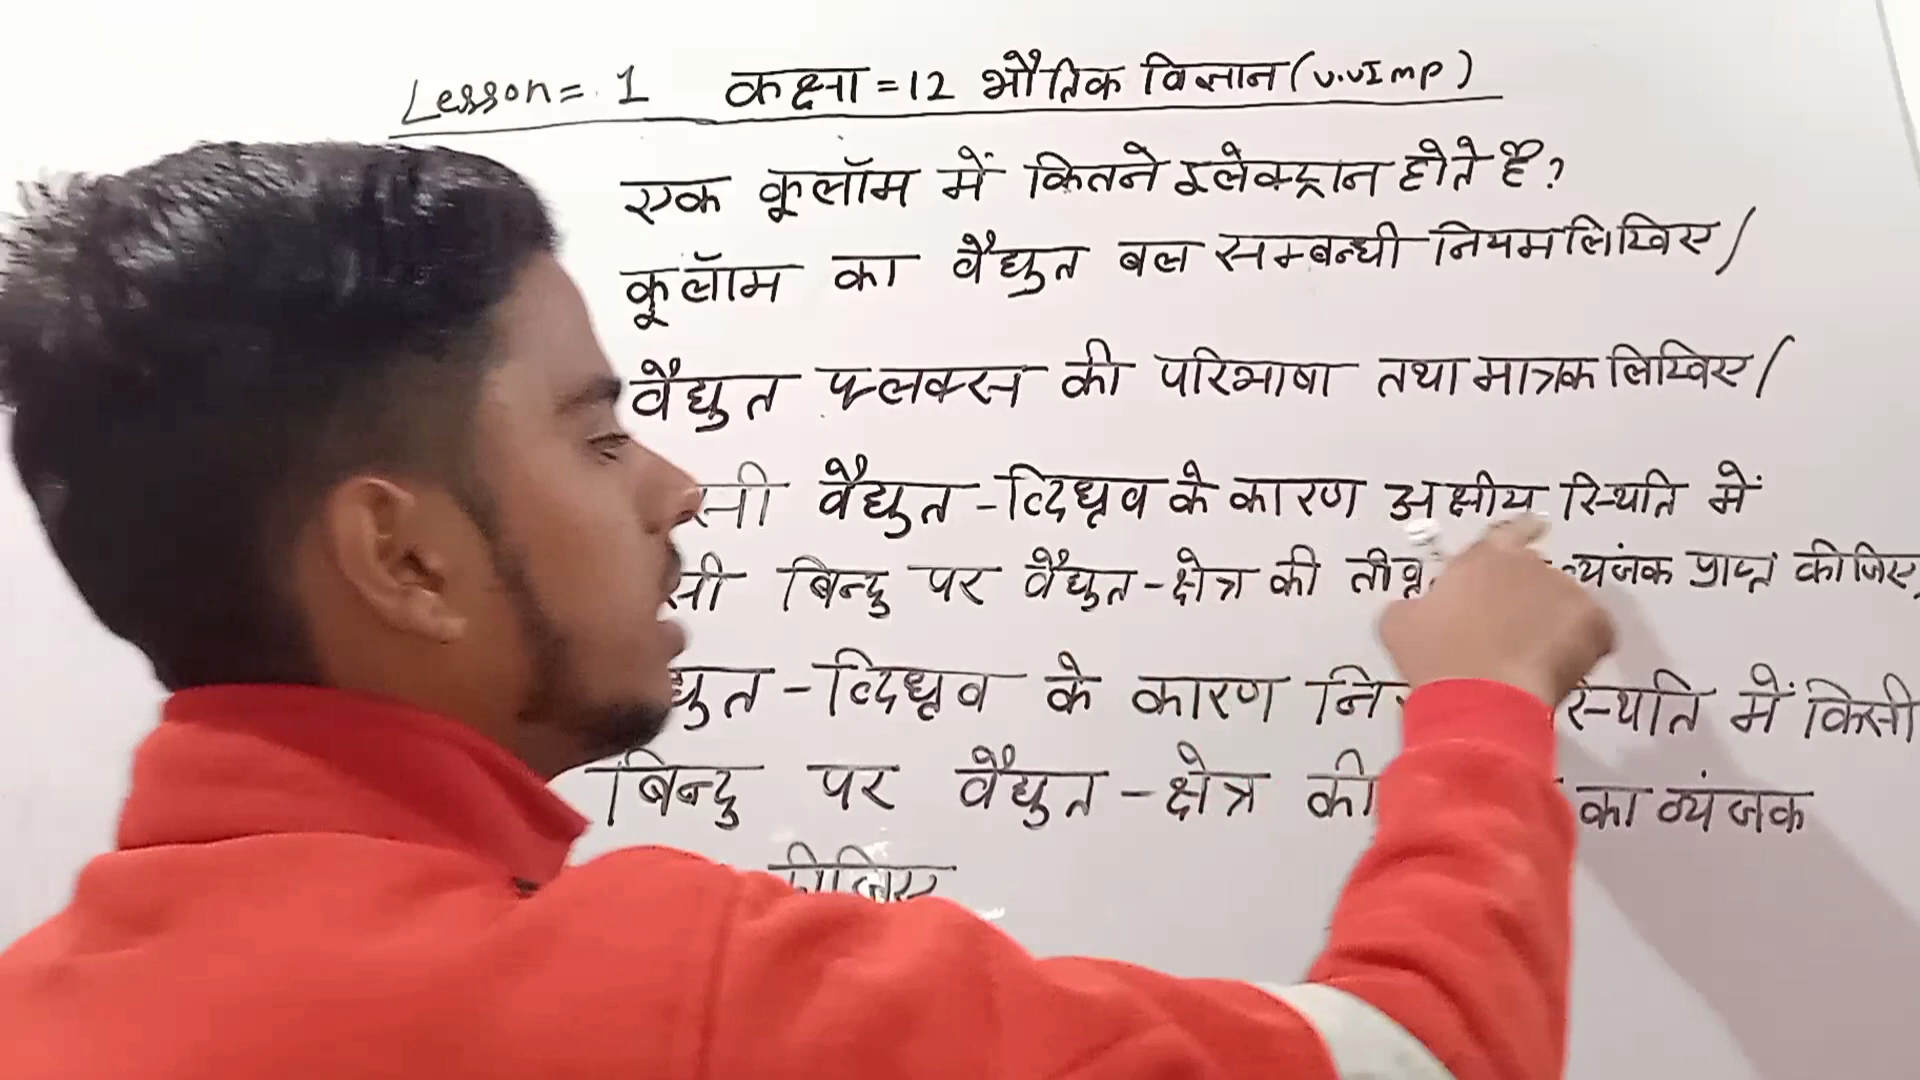 Lesson = 1 कक्षा = 12 भौतिक विज्ञान (v.vImp)
एक कूलॉम में कितने इलेक्ट्रान होते है?
कूलॉम का वैद्युत बल सम्बन्धी नियम लिखिए/
वैद्युत फ्लक्स की परिभाषा तथा मात्रक लिखिए/
वैद्युत - द्विध्रुव के कारण अक्षीय स्थिति में
बिन्दु पर वैद्युत - क्षेत्र की व्यंजक प्राप्त कीजिए
द्युत - द्विध्रुव के कारण स्थिति में किसी
बिन्दु पर वैद्युत - क्षेत्र की का व्यंजक
कीजिए